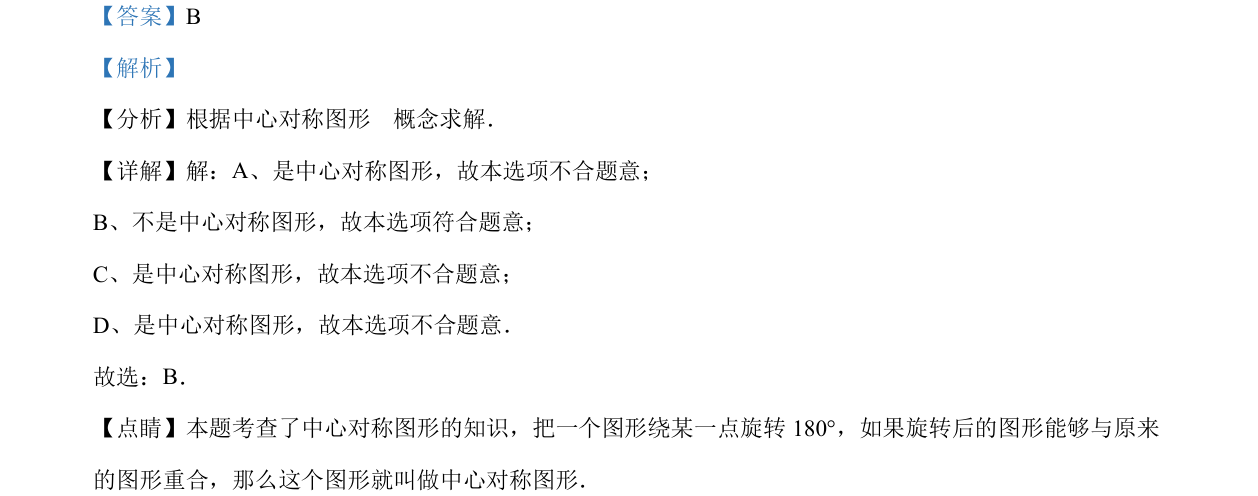 【答案】B
【解析】
【分析】根据中心对称图形　概念求解．
【详解】解：A、是中心对称图形，故本选项不合题意；
B、不是中心对称图形，故本选项符合题意；
C、是中心对称图形，故本选项不合题意；
D、是中心对称图形，故本选项不合题意．
故选：B．
【点睛】本题考查了中心对称图形的知识，把一个图形绕某一点旋转 180°，如果旋转后的图形能够与原来
的图形重合，那么这个图形就叫做中心对称图形．